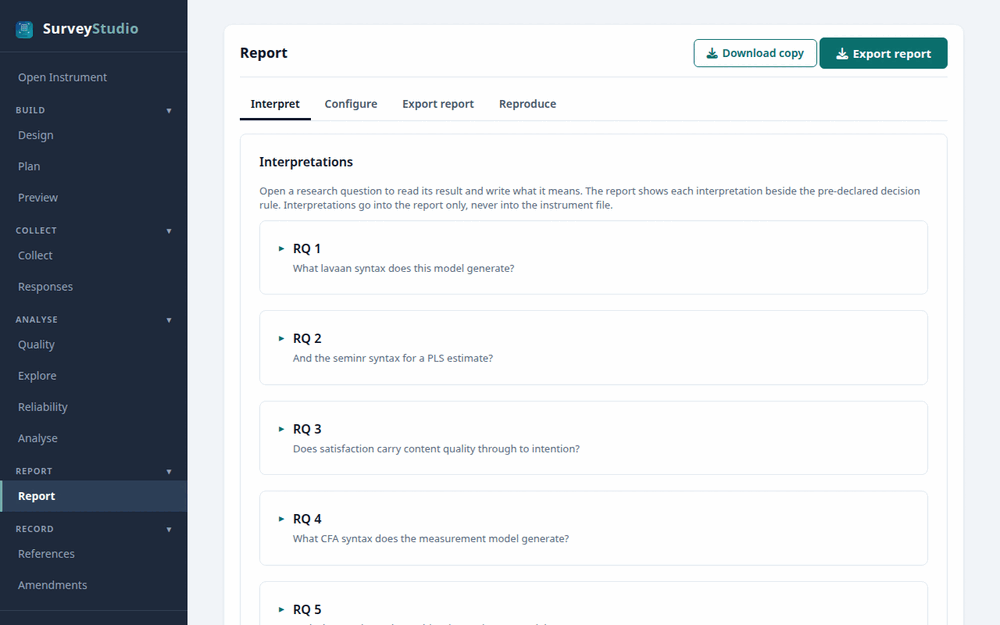 SurveyStudio
Open Instrument
BUILD
Design
Plan
Preview
COLLECT
Collect
Responses
ANALYSE
Quality
Explore
Reliability
Analyse
REPORT
Report
RECORD
References
Amendments
Report
Download copy
Export report
Interpret
Configure
Export report
Reproduce
Interpretations
Open a research question to read its result and write what it means. The report shows each interpretation beside the pre-declared decision
rule. Interpretations go into the report only, never into the instrument file.
RQ 1
What lavaan syntax does this model generate?
RQ 2
And the seminr syntax for a PLS estimate?
RQ 3
Does satisfaction carry content quality through to intention?
RQ 4
What CFA syntax does the measurement model generate?
RQ 5